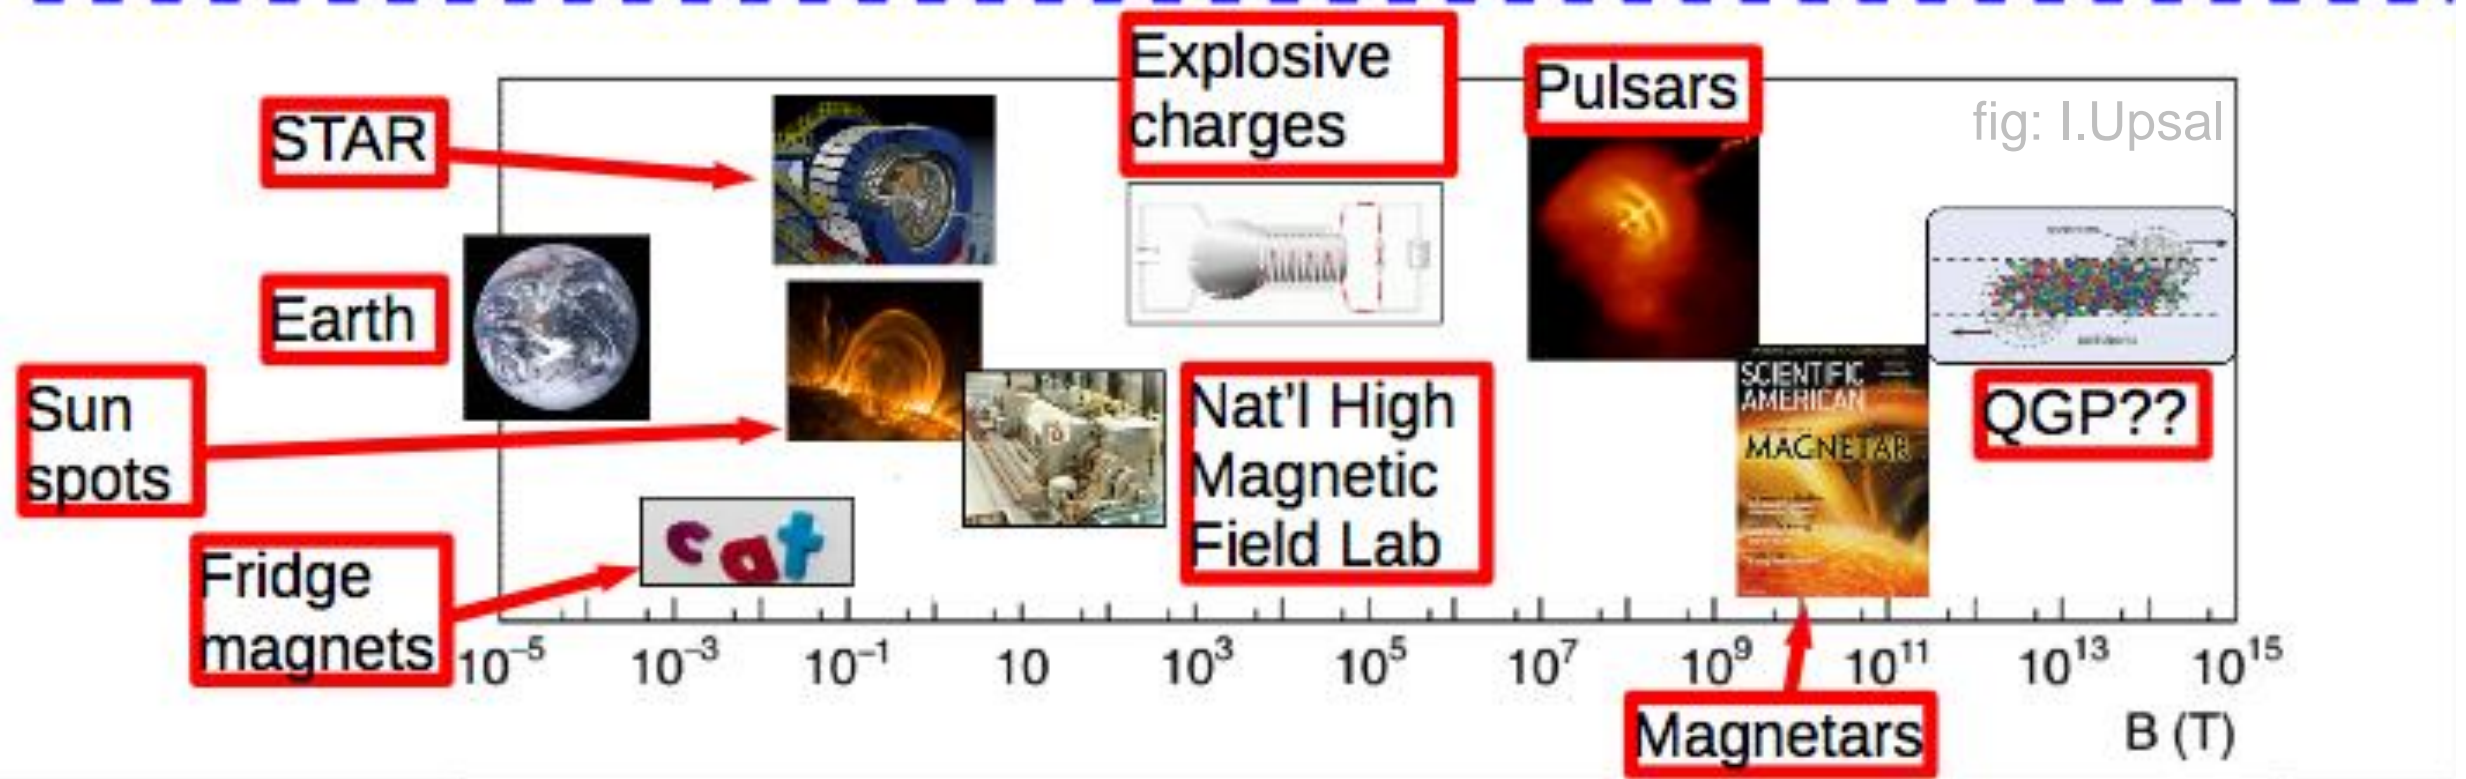 Explosive
charges
Pulsars
fig: I.Upsal
STAR
Earth
Sun
spots
Fridge
magnets
cat
Nat'l High
Magnetic
Field Lab
SCIENTIFIC
AMERICAN
MAGNETAR
QGP??
10⁻⁵ 10⁻³ 10⁻¹ 10 10³ 10⁵ 10⁷ 10⁹ 10¹¹ 10¹³ 10¹⁵
Magnetars
B (T)